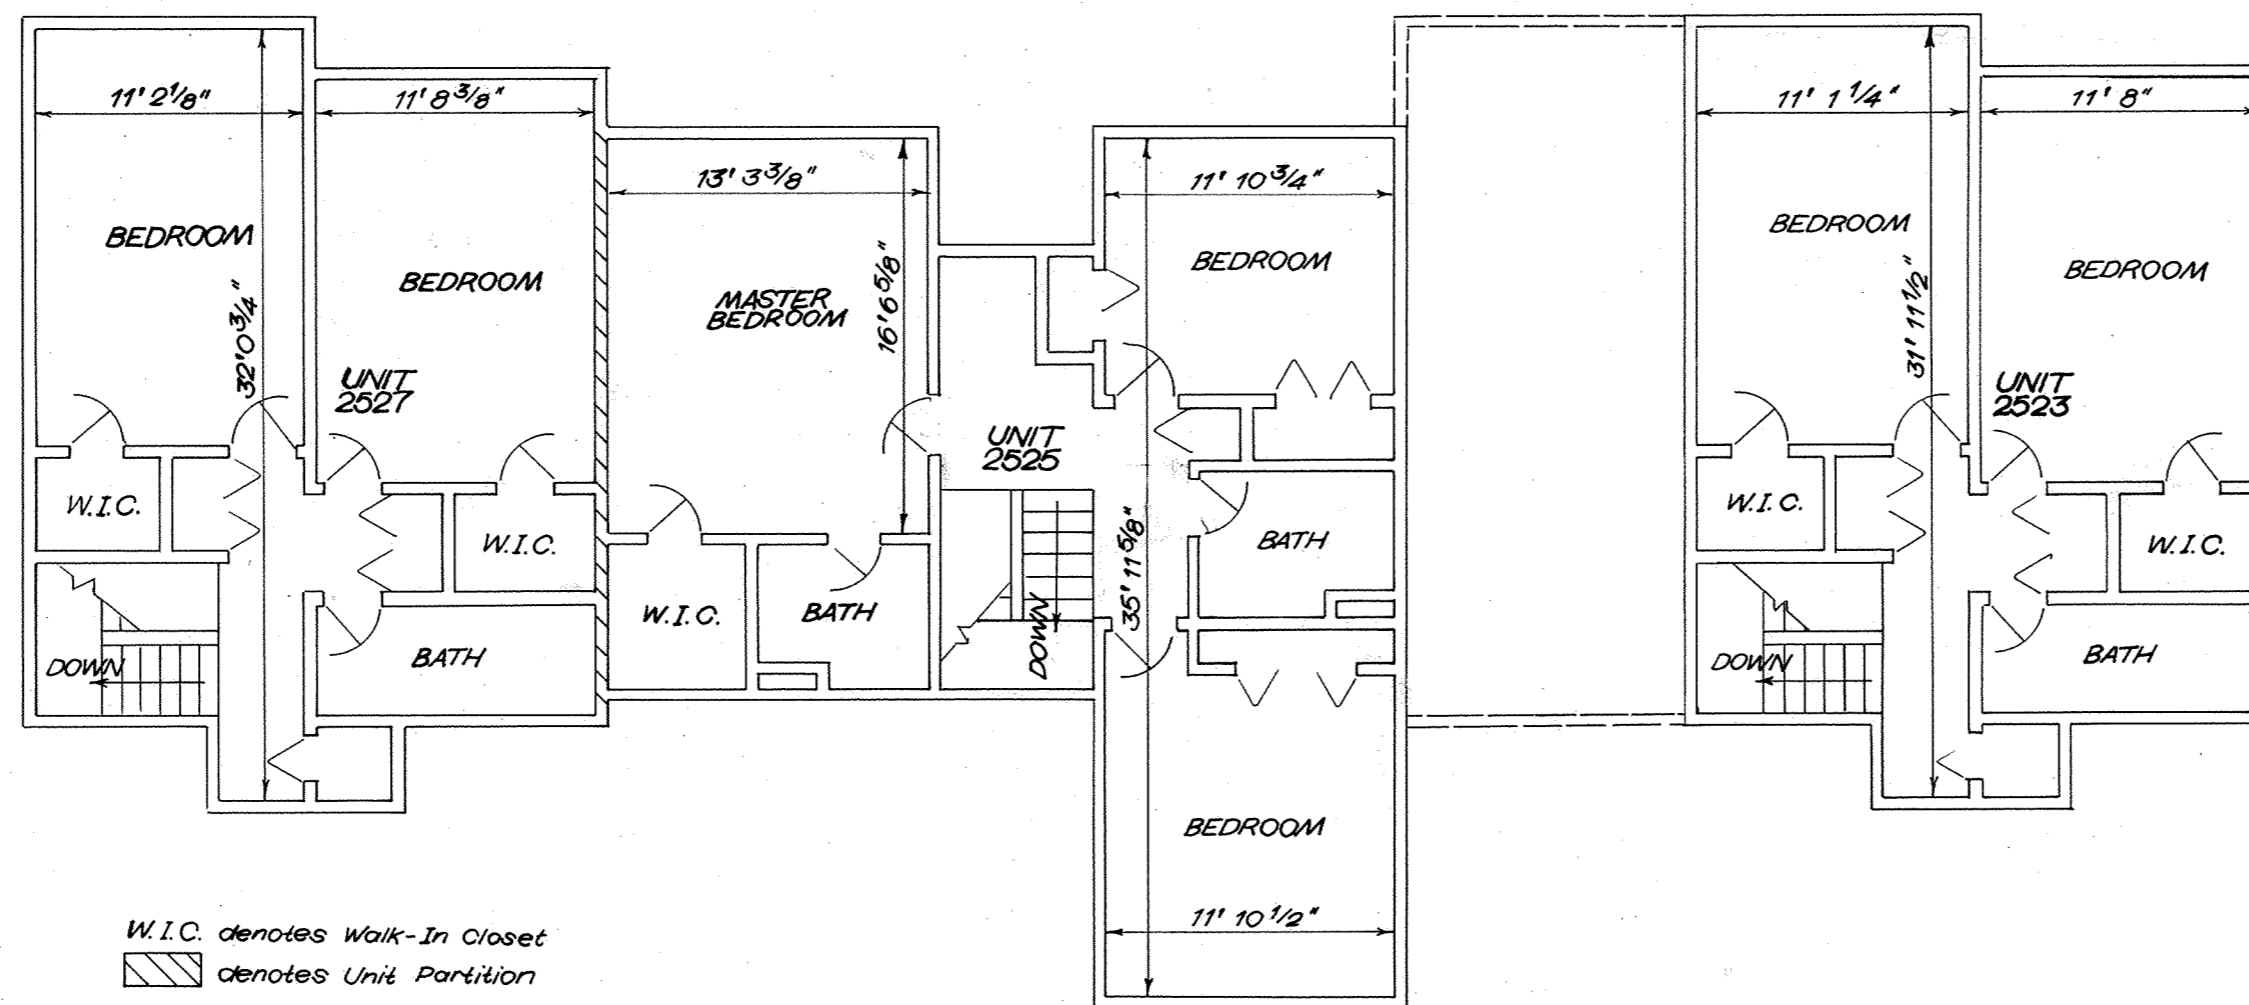 11' 2 1/8"
BEDROOM
32' 0 3/4"
W.I.C.
DOWN
11' 8 3/8"
BEDROOM
UNIT
2527
W.I.C.
BATH
13' 3 3/8"
MASTER
BEDROOM
16' 6 5/8"
W.I.C.
BATH
UNIT
2525
DOWN
11' 10 3/4"
BEDROOM
35' 11 5/8"
BATH
BEDROOM
11' 10 1/2"
11' 1 1/4"
BEDROOM
31' 11 1/2"
W.I.C.
DOWN
11' 8"
BEDROOM
UNIT
2523
W.I.C.
BATH
W.I.C. denotes Walk-In Closet
denotes Unit Partition